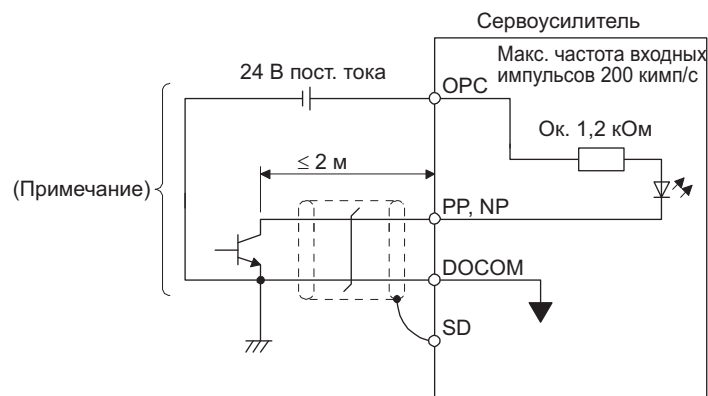 Сервоусилитель
Макс. частота входных
импульсов 200 кимп/с
24 В пост. тока
OPC
Ок. 1,2 кОм
≤ 2 м
(Примечание)
PP, NP
DOCOM
SD